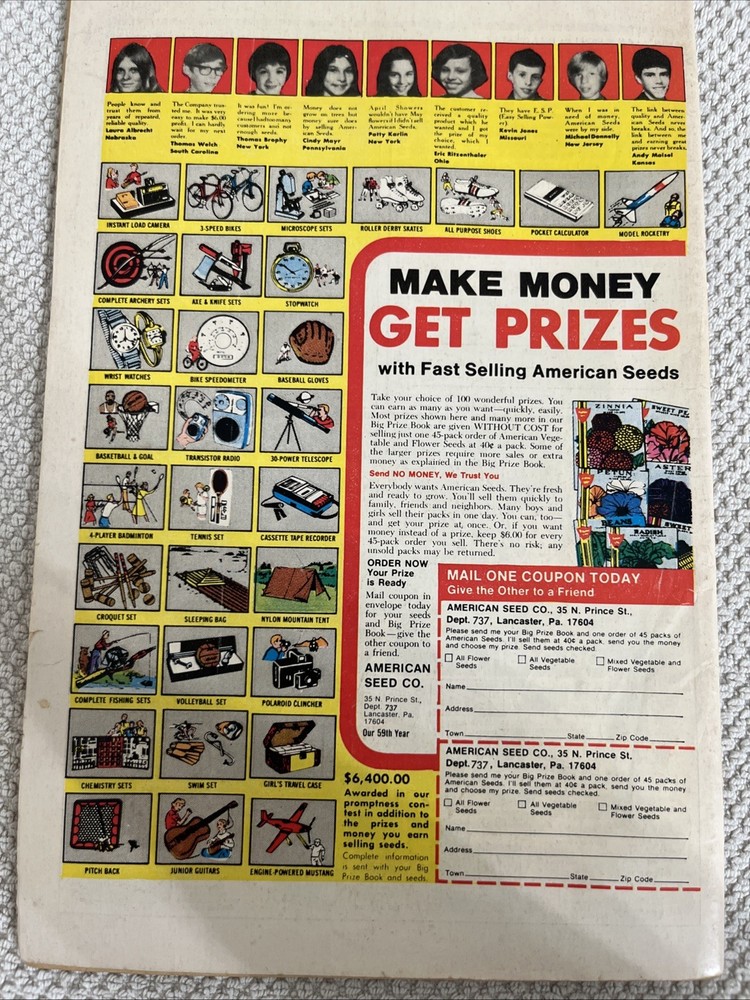 People know and
trust them from
years of repeated,
reliable quality.
Laura Albrecht
Nebraska
The Company trus-
ted me. It was very
easy to make $6.00
profit. I can hardly
wait for my next
order.
Thomas Welch
South Carolina
It was fun! I'm or-
dering more be-
cause I had too many
customers and not
enough seeds.
Thomas Brophy
New York
Money does not
grow on trees but
money sure does
by selling Ameri-
can Seeds.
Cindy Mayr
Pennsylvania
April Showers
wouldn't have May
flowers if I didn't sell
American Seeds.
Patty Karlin
New York
The customer re-
ceived a quality
product which he
wanted and I got
the prize of my
choice, which I
wanted.
Eric Ritzenthaler
Ohio
They have E.S.P.
(Easy Selling Pow-
er)
Kevin Jones
Missouri
When I was in
need of money,
American Seeds
were by my side.
Michael Donnelly
New Jersey
The link between
quality and Amer-
ican Seeds never
breaks. And so, the
link between me
and earning great
prizes never breaks.
Andy Maisel
Kansas
INSTANT LOAD CAMERA
3-SPEED BIKES
MICROSCOPE SETS
ROLLER DERBY SKATES
ALL PURPOSE SHOES
POCKET CALCULATOR
MODEL ROCKETRY
COMPLETE ARCHERY SETS
AXE & KNIFE SETS
STOPWATCH
WRIST WATCHES
BIKE SPEEDOMETER
BASEBALL GLOVES
BASKETBALL & GOAL
TRANSISTOR RADIO
30-POWER TELESCOPE
4-PLAYER BADMINTON
TENNIS SET
CASSETTE TAPE RECORDER
CROQUET SET
SLEEPING BAG
NYLON MOUNTAIN TENT
COMPLETE FISHING SETS
VOLLEYBALL SET
POLAROID CLINCHER
CHEMISTRY SETS
SWIM SET
GIRL'S TRAVEL CASE
PITCH BACK
JUNIOR GUITARS
ENGINE-POWERED MUSTANG
MAKE MONEY
GET PRIZES
with Fast Selling American Seeds
Take your choice of 100 wonderful prizes. You
can earn as many as you want—quickly, easily.
Most prizes shown here and many more in our
Big Prize Book are given WITHOUT COST for
selling just one 45-pack order of American Vege-
table and Flower Seeds at 40¢ a pack. Some of
the larger prizes require more sales or extra
money as explained in the Big Prize Book.
Send NO MONEY, We Trust You
Everybody wants American Seeds. They're fresh
and ready to grow. You'll sell them quickly to
family, friends and neighbors. Many boys and
girls sell their packs in one day. You can, too—
and get your prize at once. Or, if you want
money instead of a prize, keep $6.00 for every
45-pack order you sell. There's no risk; any
unsold packs may be returned.
ZINNIA
SWEET PE
PETUN
ASTER
BEANS
RADISH
SWEET
ORDER NOW
Your Prize
is Ready
Mail coupon in
envelope today
for your seeds
and Big Prize
Book—give the
other coupon to
a friend.
AMERICAN
SEED CO.
35 N. Prince St.,
Dept. 737
Lancaster, Pa.
17604
Our 59th Year
MAIL ONE COUPON TODAY
Give the Other to a Friend
AMERICAN SEED CO., 35 N. Prince St.,
Dept. 737, Lancaster, Pa. 17604
Please send me your Big Prize Book and one order of 45 packs of
American Seeds. I'll sell them at 40¢ a pack, send you the money
and choose my prize. Send seeds checked.
All Flower
Seeds
All Vegetable
Seeds
Mixed Vegetable and
Flower Seeds
Name
Address
Town State Zip Code
AMERICAN SEED CO., 35 N. Prince St.
Dept. 737, Lancaster, Pa. 17604
Please send me your Big Prize Book and one order of 45 packs of
American Seeds. I'll sell them at 40¢ a pack, send you the money
and choose my prize. Send seeds checked.
All Flower
Seeds
All Vegetable
Seeds
Mixed Vegetable and
Flower Seeds
Name
Address
Town State Zip Code
$6,400.00
Awarded in our
promptness con-
test in addition to
the prizes and
money you earn
selling seeds.
Complete information
is sent with your Big
Prize Book and seeds.